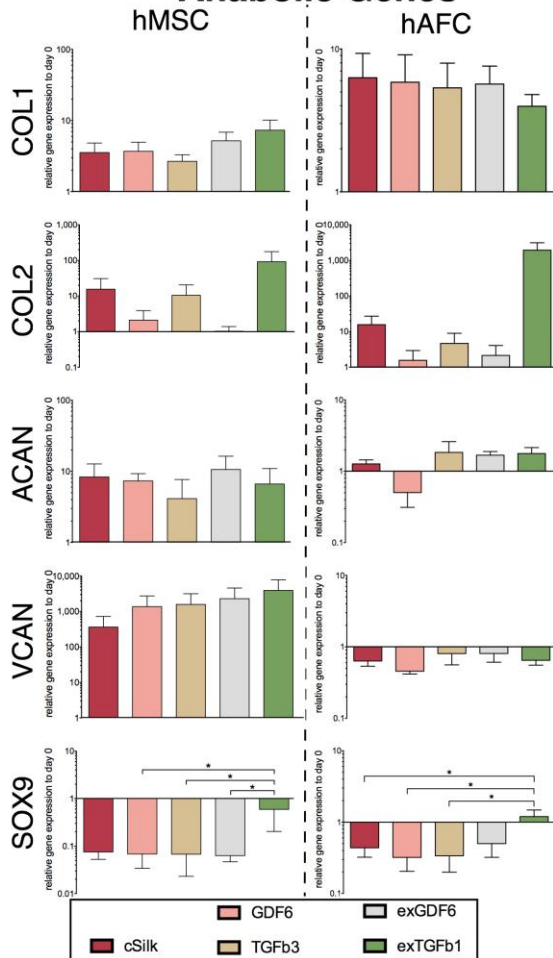 Anabolic Genes
hMSC
hAFC
COL1
relative gene expression to day 0
100
10
1
relative gene expression to day 0
10
1
COL2
relative gene expression to day 0
1,000
100
10
1
0.1
relative gene expression to day 0
10,000
1,000
100
10
1
ACAN
relative gene expression to day 0
100
10
1
relative gene expression to day 0
10
1
0.1
VCAN
relative gene expression to day 0
10,000
1,000
100
10
1
relative gene expression to day 0
10
1
0.1
SOX9
relative gene expression to day 0
10
1
0.1
0.01
*
*
*
relative gene expression to day 0
10
1
0.1
*
*
*
GDF6
exGDF6
cSilk
TGFb3
exTGFb1